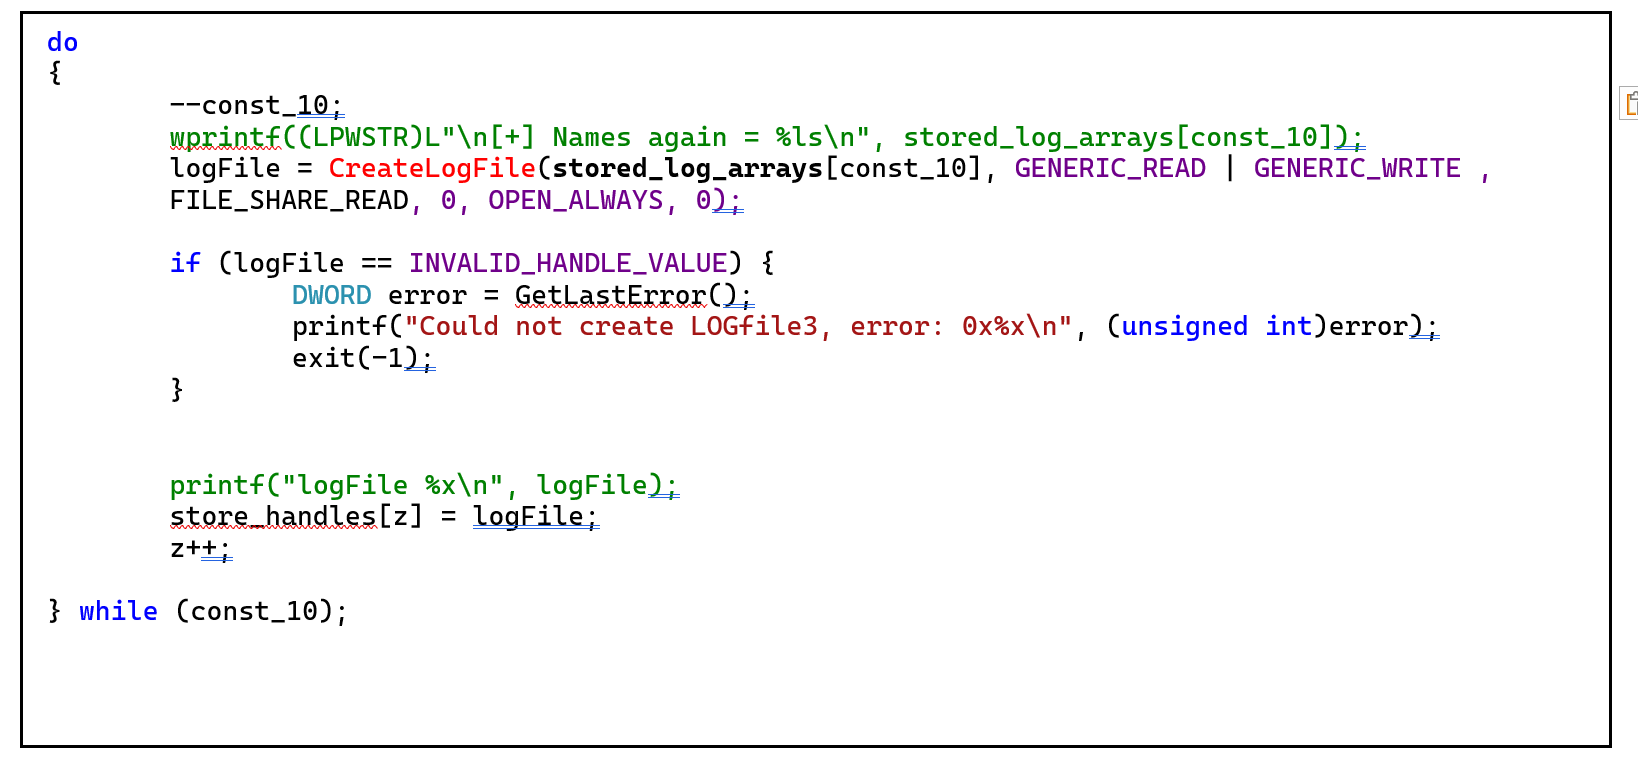 do
{
--const_10;
wprintf((LPWSTR)L"\n[+] Names again = %ls\n", stored_log_arrays[const_10]);
logFile = CreateLogFile(stored_log_arrays[const_10], GENERIC_READ | GENERIC_WRITE ,
FILE_SHARE_READ, 0, OPEN_ALWAYS, 0);
if (logFile == INVALID_HANDLE_VALUE) {
DWORD error = GetLastError();
printf("Could not create LOGfile3, error: 0x%x\n", (unsigned int)error);
exit(-1);
}
printf("logFile %x\n", logFile);
store_handles[z] = logFile;
z++;
} while (const_10);